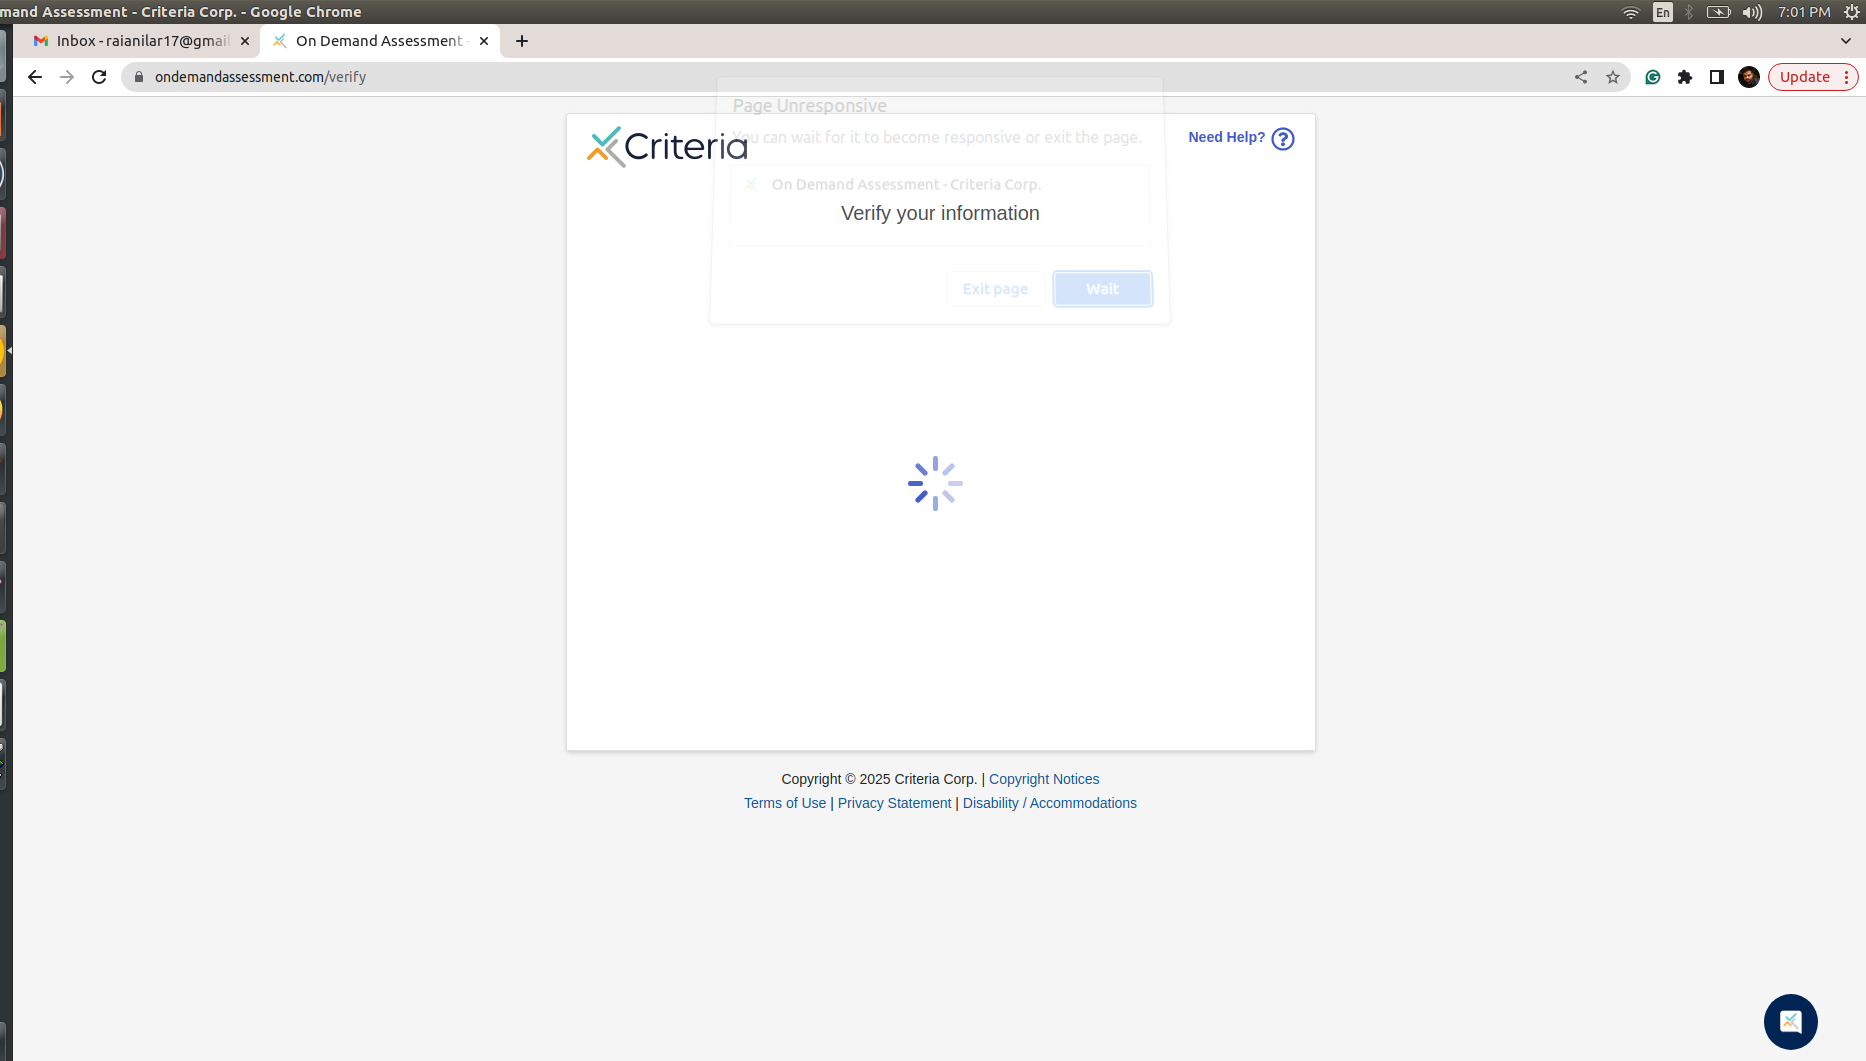 mand Assessment - Criteria Corp. - Google Chrome
En
7:01 PM
Inbox - raianilar17@gmail
On Demand Assessment -
ondemandassessment.com/verify
Update
Page Unresponsive
You can wait for it to become responsive or exit the page.
Criteria
Need Help?
On Demand Assessment - Criteria Corp.
Verify your information
Exit page
Wait
Copyright © 2025 Criteria Corp. | Copyright Notices
Terms of Use | Privacy Statement | Disability / Accommodations